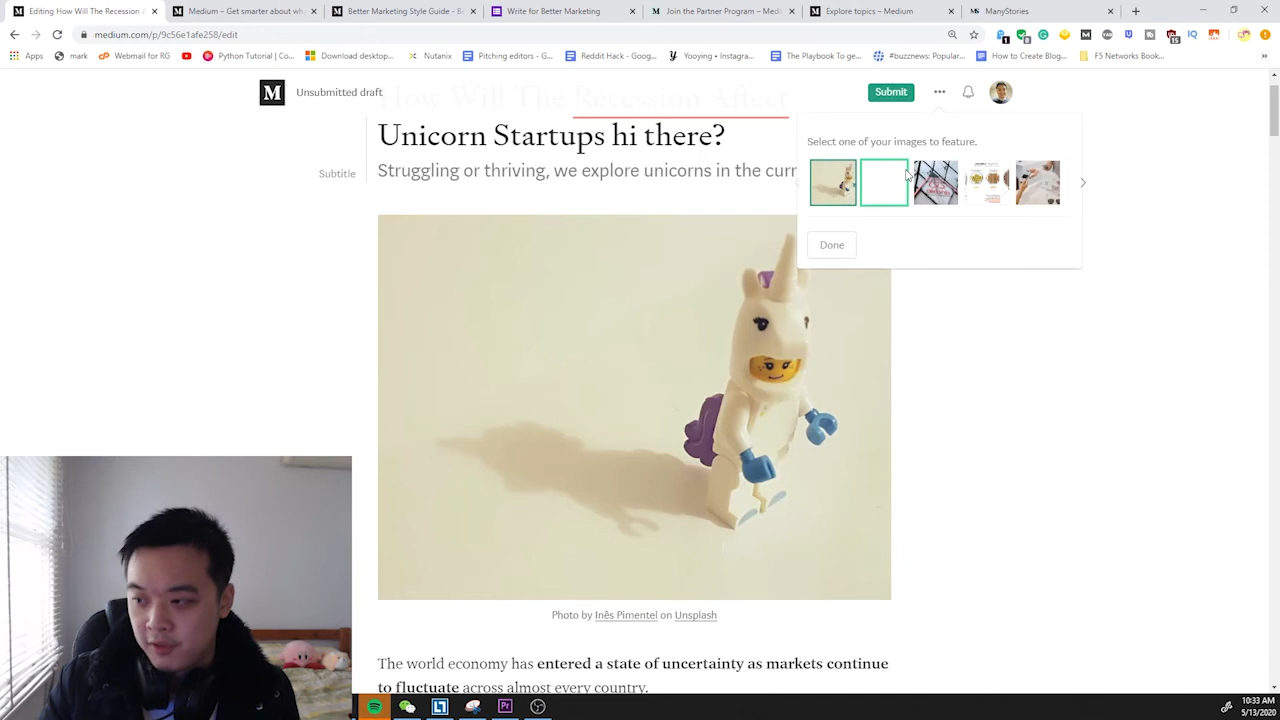 Editing How Will The Recession A
Medium – Get smarter about wh
Better Marketing Style Guide – Be
Write for Better Marketing
Join the Partner Program – Medi
Explore topics – Medium
ManyStories
medium.com/p/9c56e1afe258/edit
Apps
mark
Webmail for RG
Python Tutorial | Co...
Download desktop...
Nutanix
Pitching editors - G...
Reddit Hack - Goog...
Yooying • Instagra...
The Playbook To ge...
#buzznews: Popular...
How to Create Blog...
F5 Networks Book...
M
Unsubmitted draft
Submit
How Will The Recession Affect
Unicorn Startups hi there?
Subtitle
Struggling or thriving, we explore unicorns in the curr
Select one of your images to feature.
Done
Photo by Inês Pimentel on Unsplash
The world economy has entered a state of uncertainty as markets continue
to fluctuate across almost every country.
10:33 AM
5/13/2020